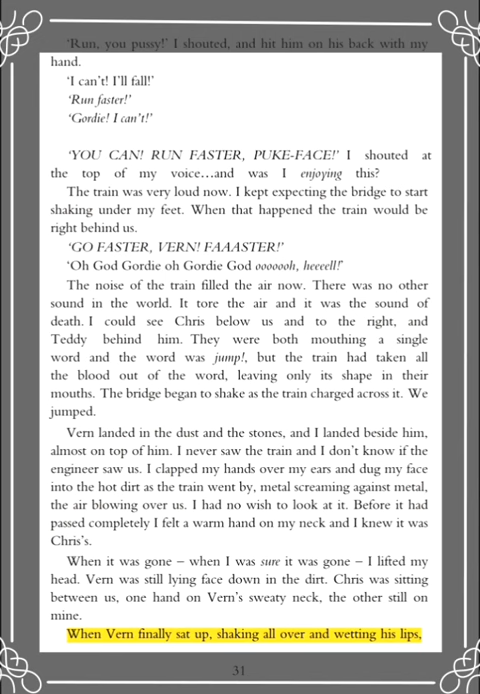 ‘Run, you pussy!’ I shouted, and hit him on his back with my
hand.
‘I can't! I'll fall!’
‘Run faster!’
‘Gordie! I can't!’
‘YOU CAN! RUN FASTER, PUKE-FACE!’ I shouted at
the top of my voice…and was I enjoying this?
The train was very loud now. I kept expecting the bridge to start
shaking under my feet. When that happened the train would be
right behind us.
‘GO FASTER, VERN! FAAASTER!’
‘Oh God Gordie oh Gordie God ooooooh, heeeell!’
The noise of the train filled the air now. There was no other
sound in the world. It tore the air and it was the sound of
death. I could see Chris below us and to the right, and
Teddy behind him. They were both mouthing a single
word and the word was jump!, but the train had taken all
the blood out of the word, leaving only its shape in their
mouths. The bridge began to shake as the train charged across it. We
jumped.
Vern landed in the dust and the stones, and I landed beside him,
almost on top of him. I never saw the train and I don't know if the
engineer saw us. I clapped my hands over my ears and dug my face
into the hot dirt as the train went by, metal screaming against metal,
the air blowing over us. I had no wish to look at it. Before it had
passed completely I felt a warm hand on my neck and I knew it was
Chris's.
When it was gone – when I was sure it was gone – I lifted my
head. Vern was still lying face down in the dirt. Chris was sitting
between us, one hand on Vern's sweaty neck, the other still on
mine.
When Vern finally sat up, shaking all over and wetting his lips,
31